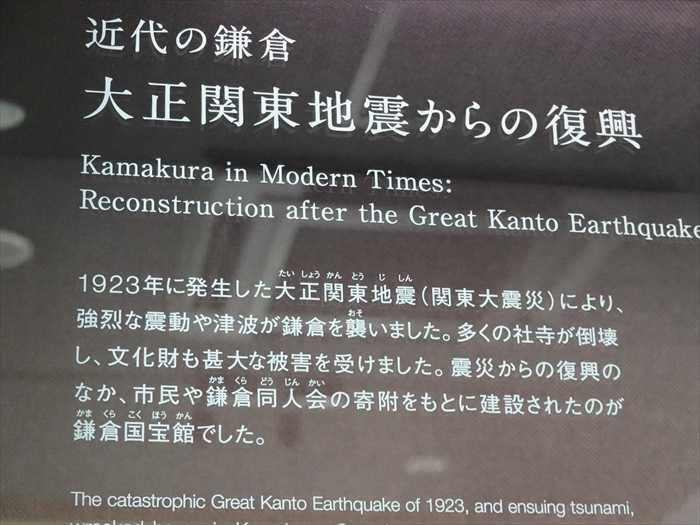 近代の鎌倉
大正関東地震からの復興
Kamakura in Modern Times:
Reconstruction after the Great Kanto Earthquake
1923年に発生した大正関東地震(関東大震災)により、
強烈な震動や津波が鎌倉を襲いました。多くの社寺が倒壊
し、文化財も甚大な被害を受けました。震災からの復興の
なか、市民や鎌倉同人会の寄附をもとに建設されたのが
鎌倉国宝館でした。
The catastrophic Great Kanto Earthquake of 1923, and ensuing tsunami,